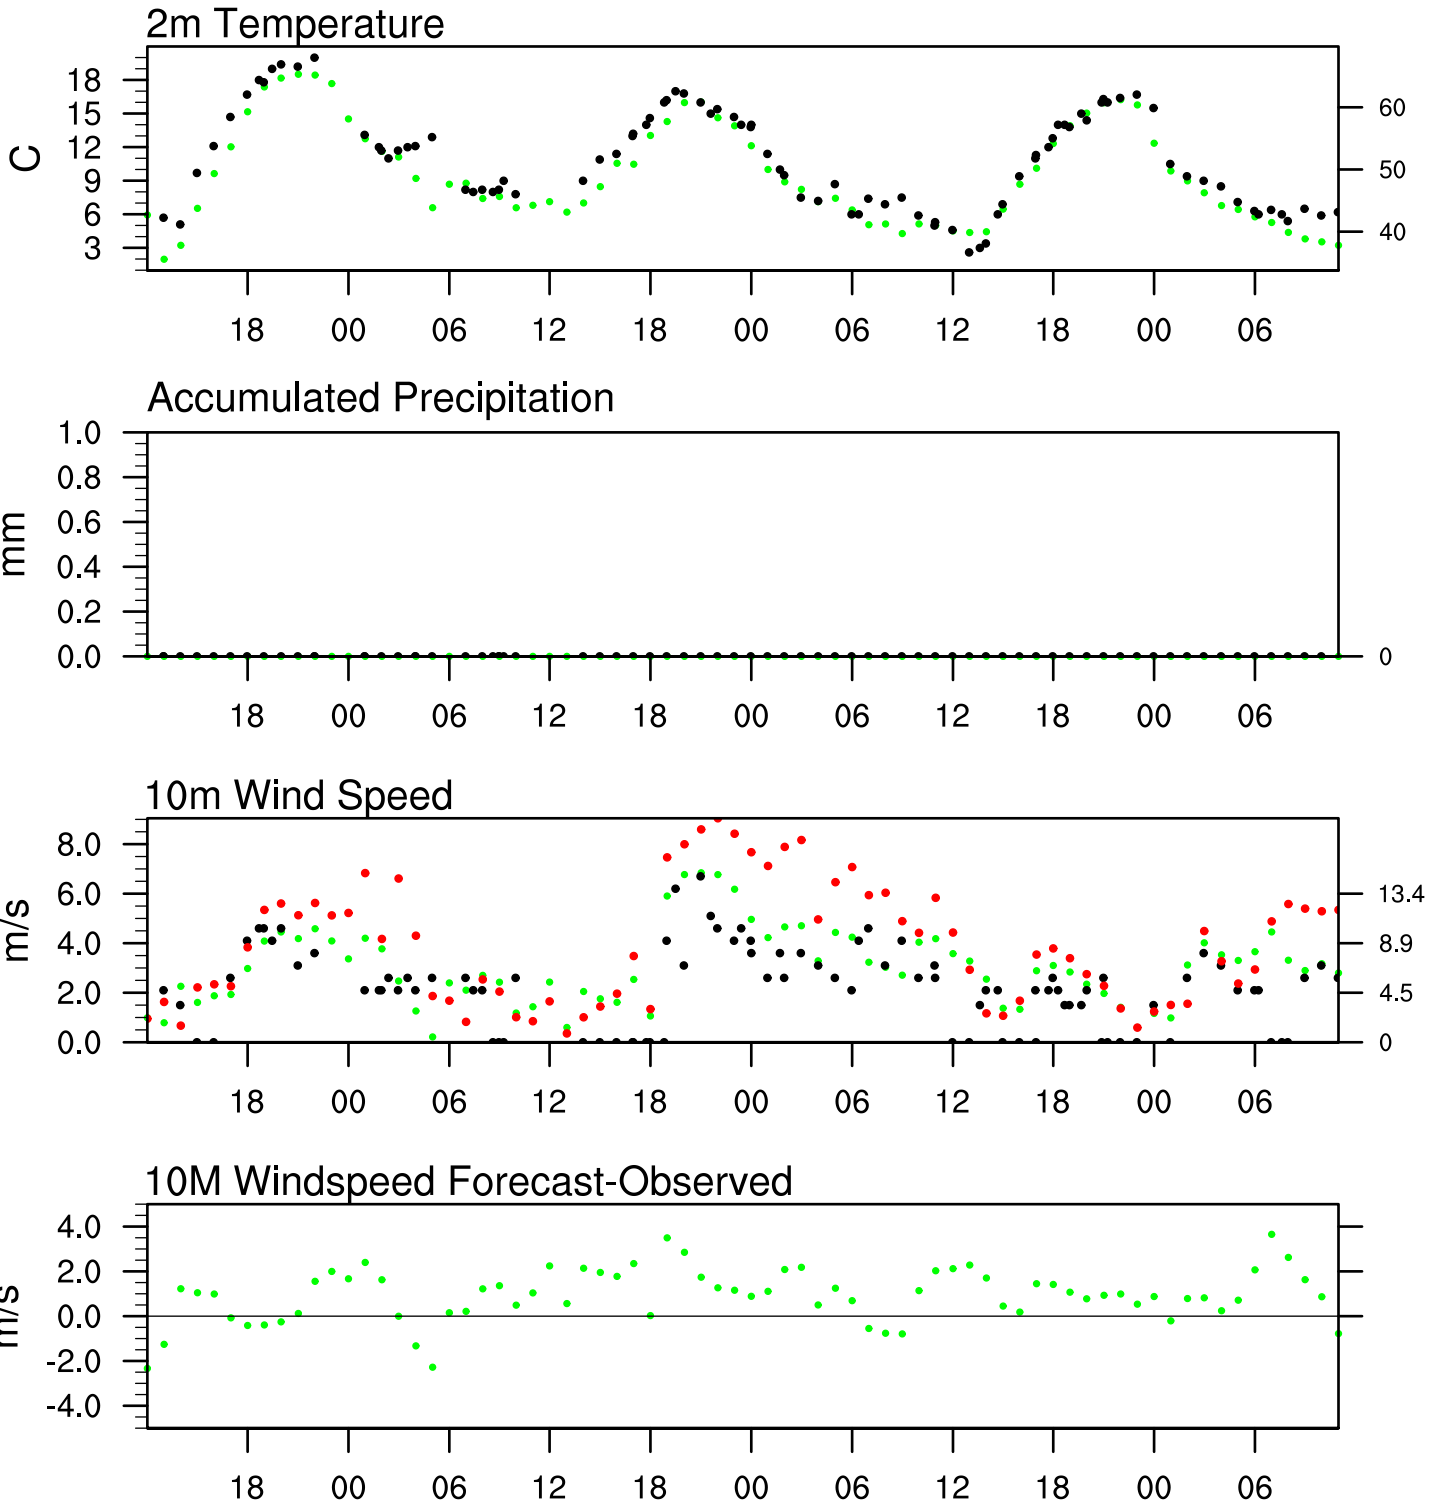 2m Temperature
C
18
15
12
9
6
3
60
50
40
18 00 06 12 18 00 06 12 18 00 06
Accumulated Precipitation
mm
1.0
0.8
0.6
0.4
0.2
0.0
0
18 00 06 12 18 00 06 12 18 00 06
10m Wind Speed
m/s
8.0
6.0
4.0
2.0
0.0
13.4
8.9
4.5
0
18 00 06 12 18 00 06 12 18 00 06
10M Windspeed Forecast-Observed
m/s
4.0
2.0
0.0
-2.0
-4.0
18 00 06 12 18 00 06 12 18 00 06